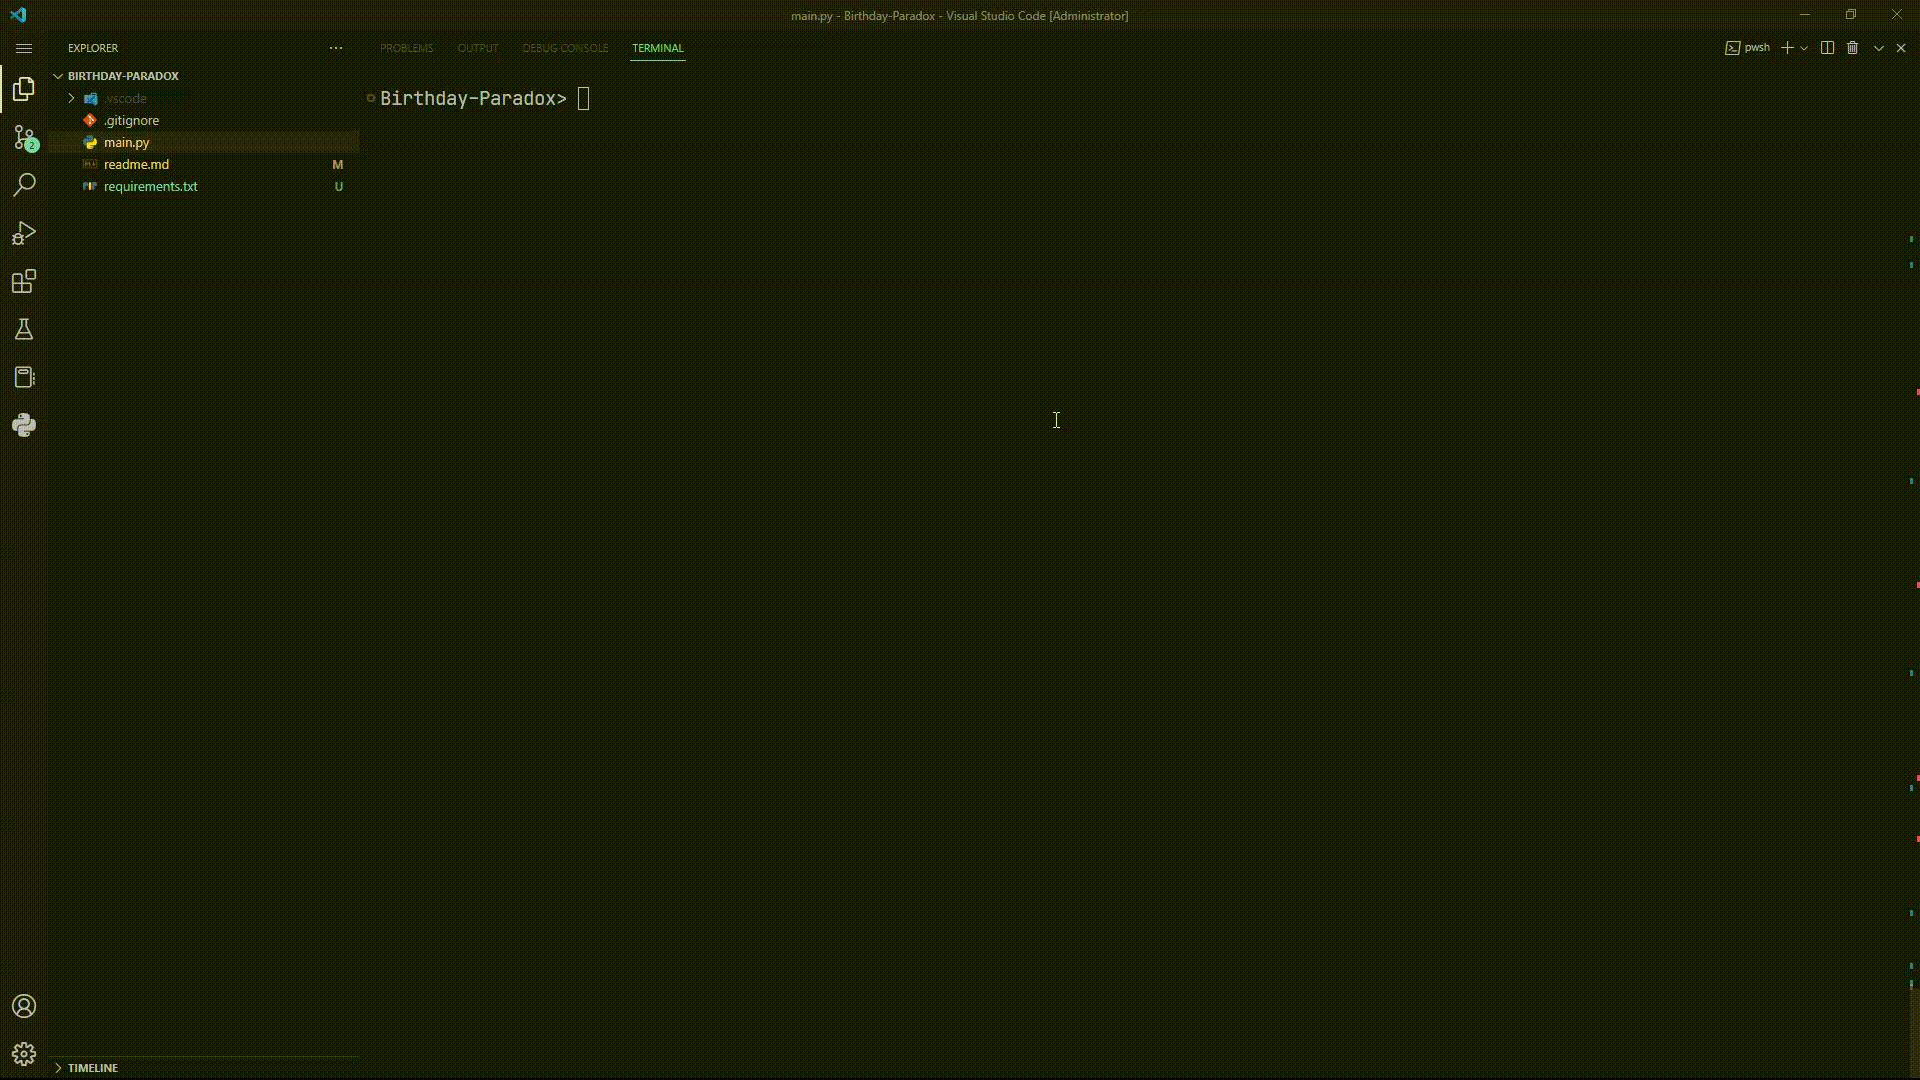 main.py - Birthday-Paradox - Visual Studio Code [Administrator]
EXPLORER
PROBLEMS OUTPUT DEBUG CONSOLE TERMINAL
pwsh
BIRTHDAY-PARADOX
.vscode
.gitignore
main.py
readme.md M
requirements.txt U
2
Birthday-Paradox>
TIMELINE